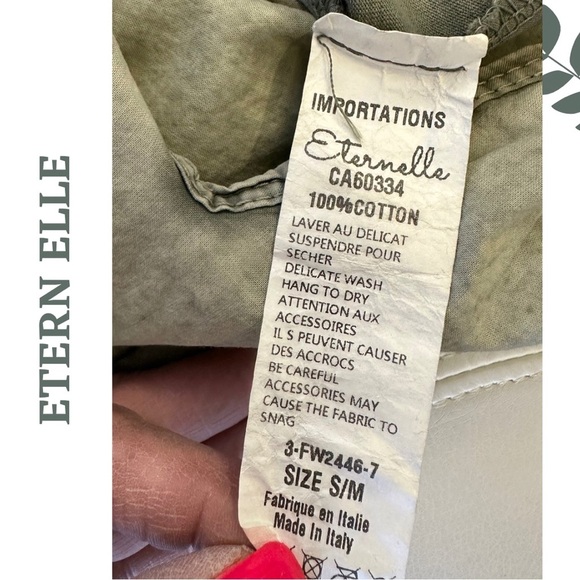 ETERN ELLE
IMPORTATIONS
Eternelle
CA60334
100%COTTON
LAVER AU DELICAT
SUSPENDRE POUR
SECHER
DELICATE WASH
HANG TO DRY
ATTENTION AUX
ACCESSOIRES
IL S PEUVENT CAUSER
DES ACCROCS
BE CAREFUL
ACCESSORIES MAY
CAUSE THE FABRIC TO
SNAG
3-FW2446-7
SIZE S/M
Fabrique en Italie
Made In Italy